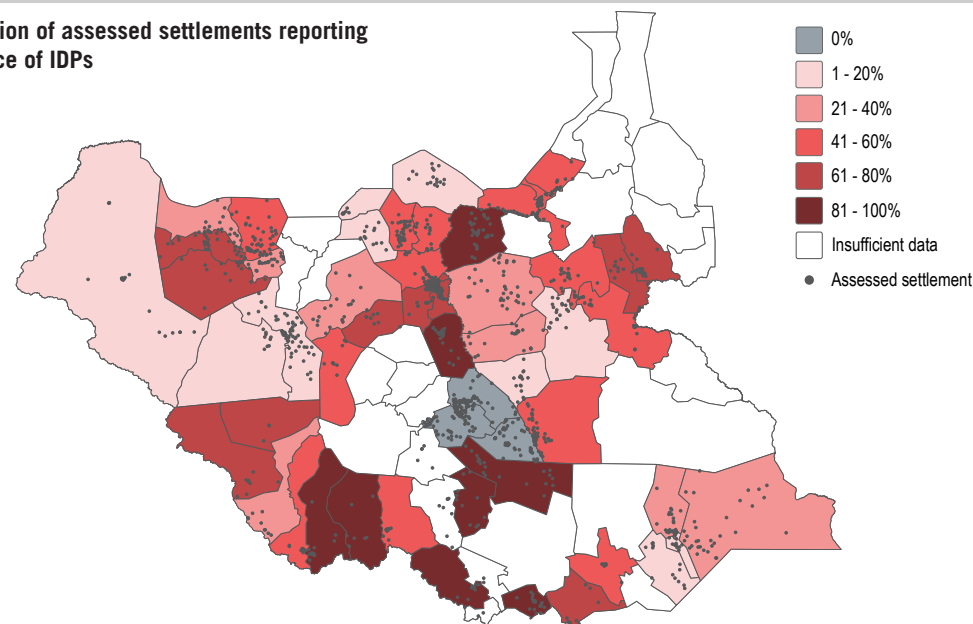 ion of assessed settlements reporting
ce of IDPs
0%
1 - 20%
21 - 40%
41 - 60%
61 - 80%
81 - 100%
Insufficient data
Assessed settlement